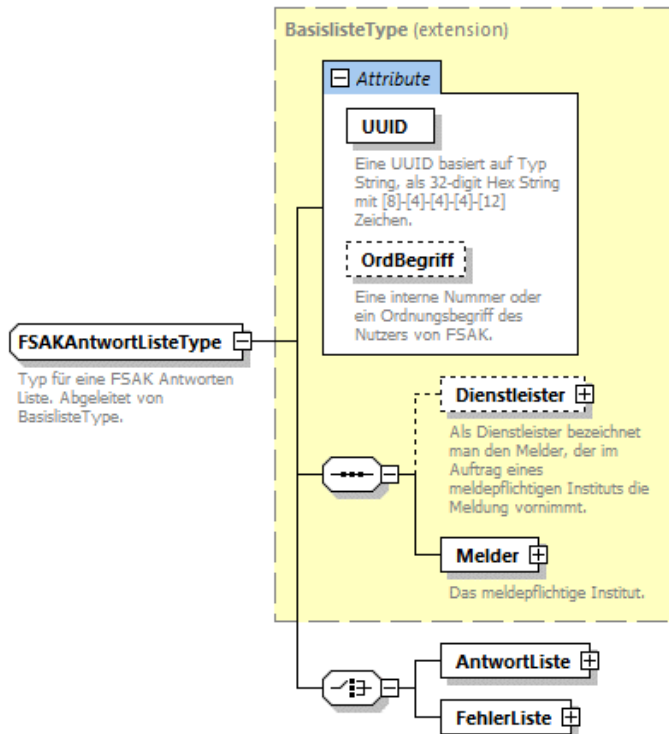 BasislisteType (extension)
Attribute
UUID
Eine UUID basiert auf Typ
String, als 32-digit Hex String
mit [8]-[4]-[4]-[4]-[12]
Zeichen.
OrdBegriff
Eine interne Nummer oder
ein Ordnungsbegriff des
Nutzers von FSAK.
FSAKAntwortListeType
Typ für eine FSAK Antworten
Liste. Abgeleitet von
BasislisteType.
Dienstleister
Als Dienstleister bezeichnet
man den Melder, der im
Auftrag eines
meldepflichtigen Instituts die
Meldung vornimmt.
Melder
Das meldepflichtige Institut.
AntwortListe
FehlerListe